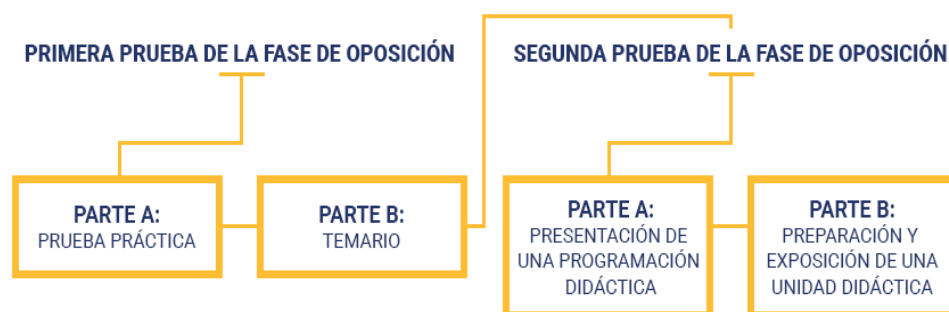 PRIMERA PRUEBA DE LA FASE DE OPOSICIÓN
PARTE A:
PRUEBA PRÁCTICA
PARTE B:
TEMARIO
SEGUNDA PRUEBA DE LA FASE DE OPOSICIÓN
PARTE A:
PRESENTACIÓN DE
UNA PROGRAMACIÓN
DIDÁCTICA
PARTE B:
PREPARACIÓN Y
EXPOSICIÓN DE UNA
UNIDAD DIDÁCTICA